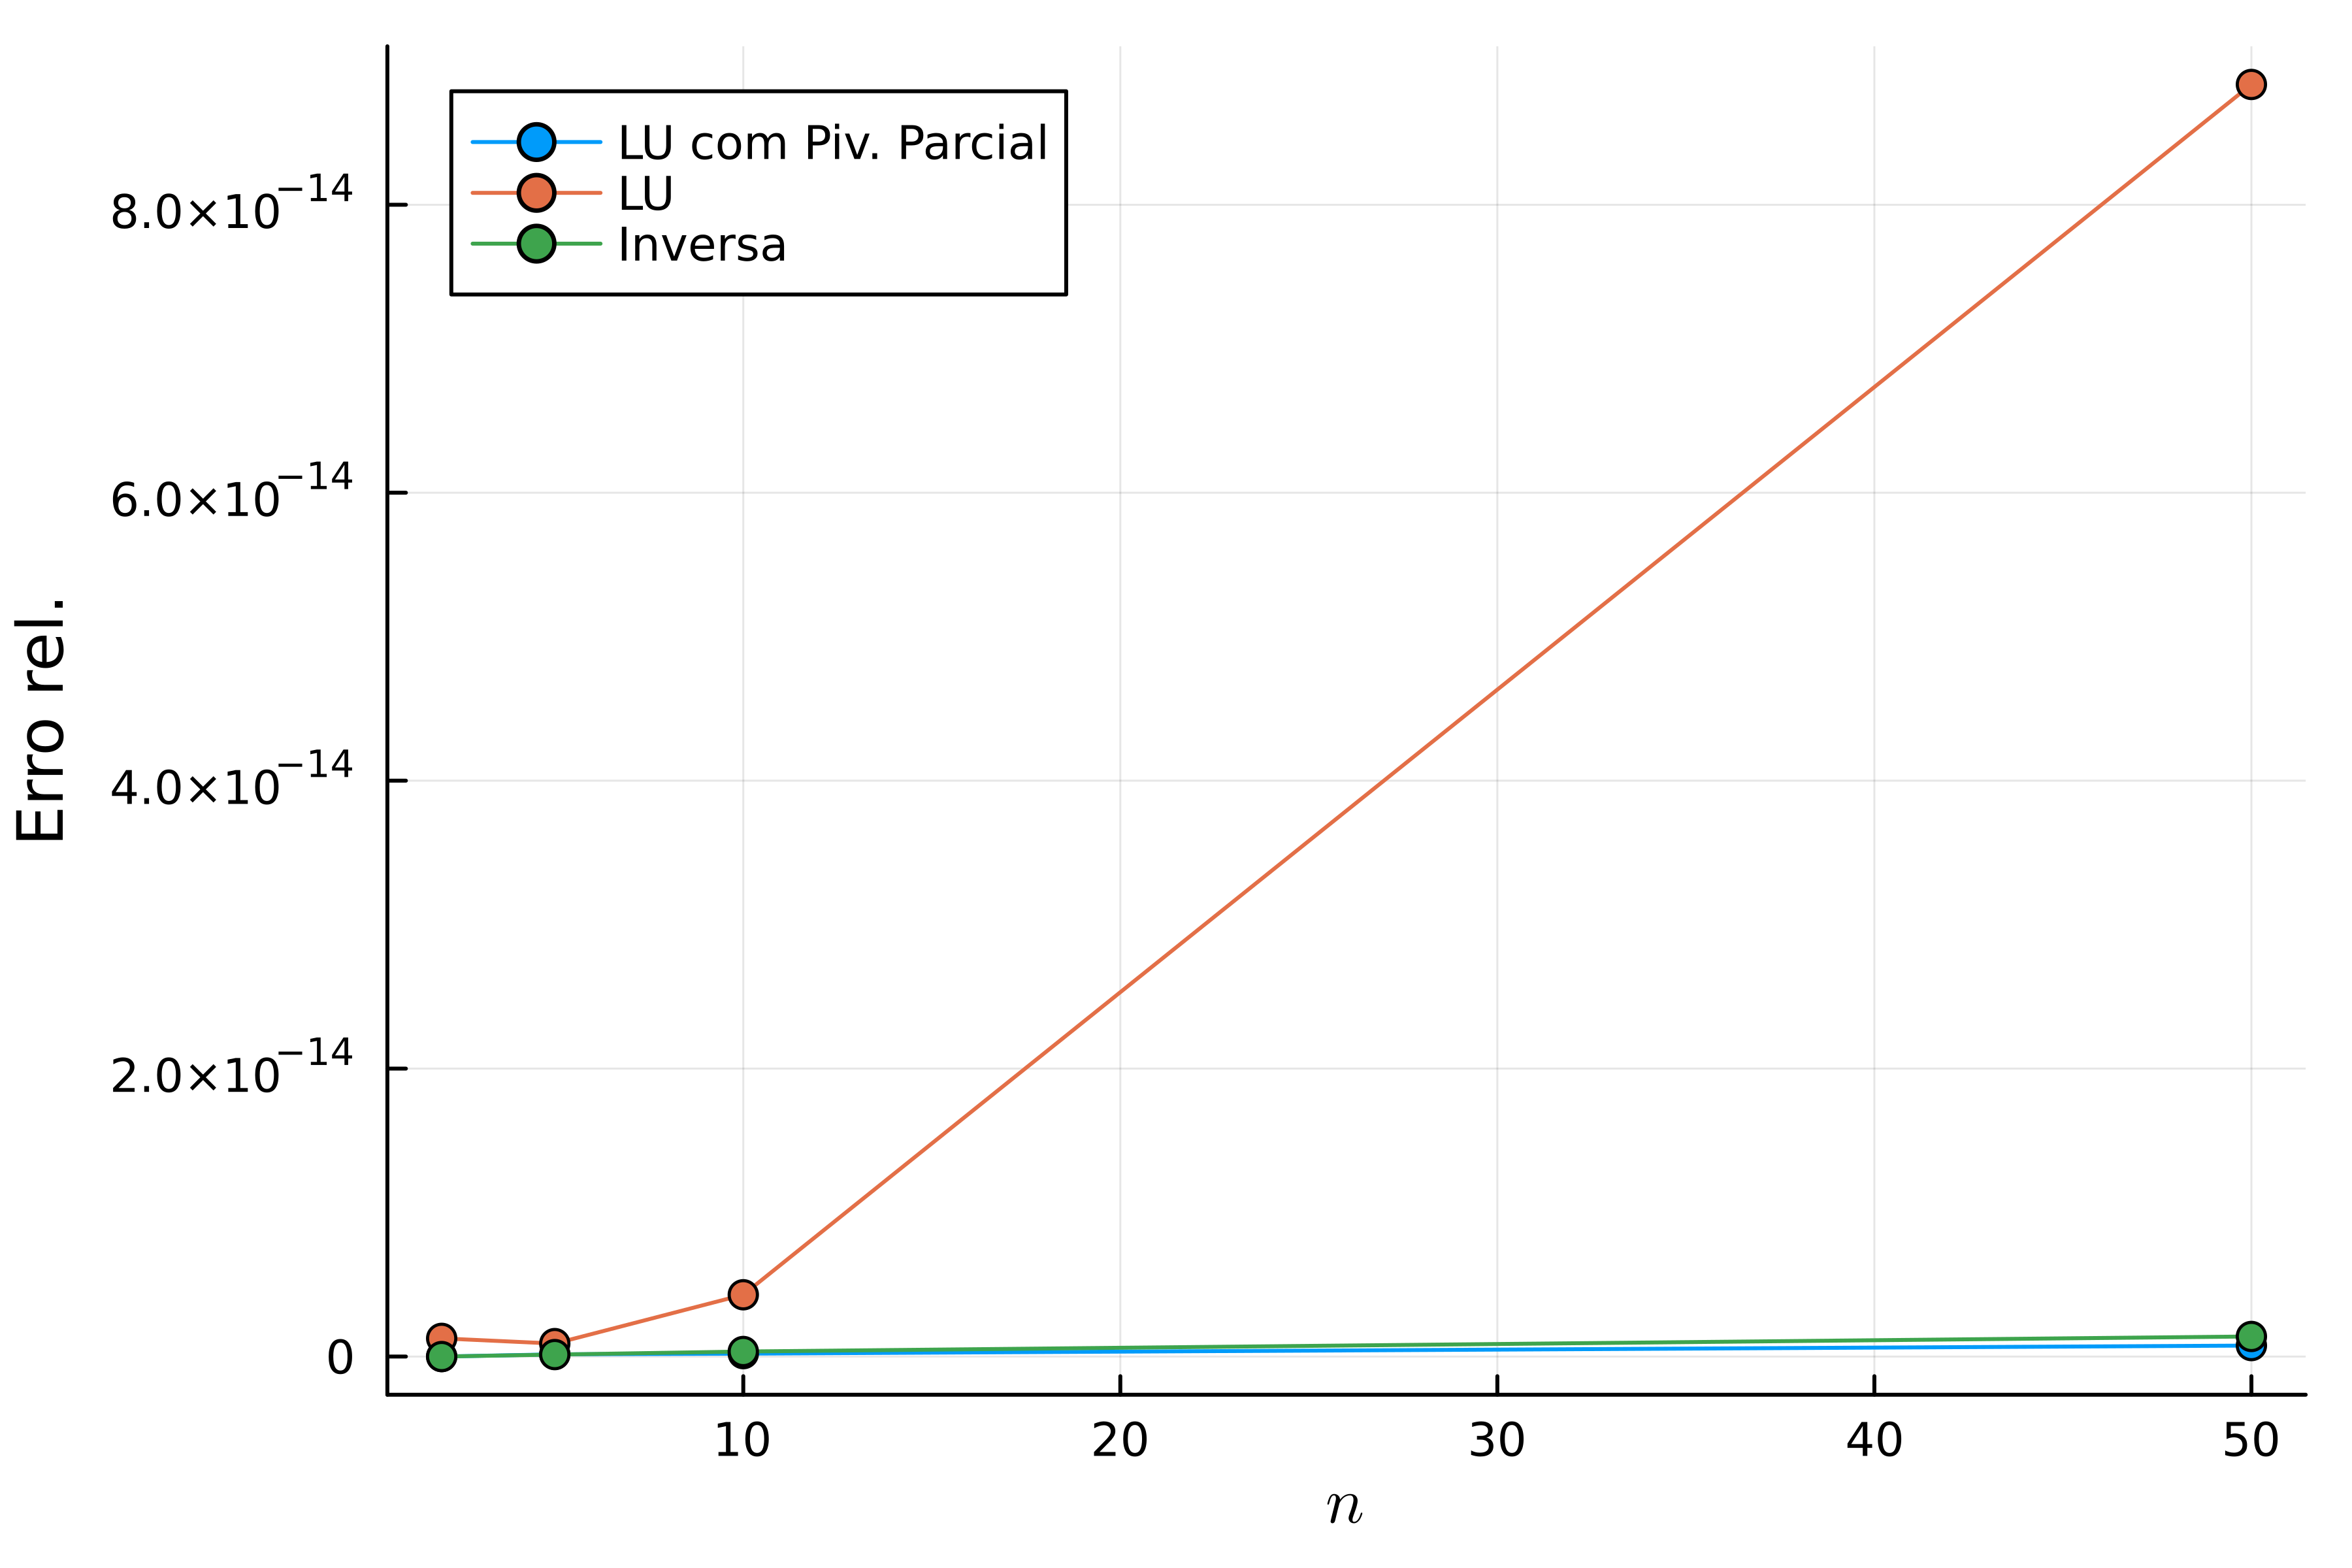 LU com Piv. Parcial
LU
Inversa
8.0×10⁻¹⁴
6.0×10⁻¹⁴
4.0×10⁻¹⁴
2.0×10⁻¹⁴
0
Erro rel.
10 20 30 40 50
n